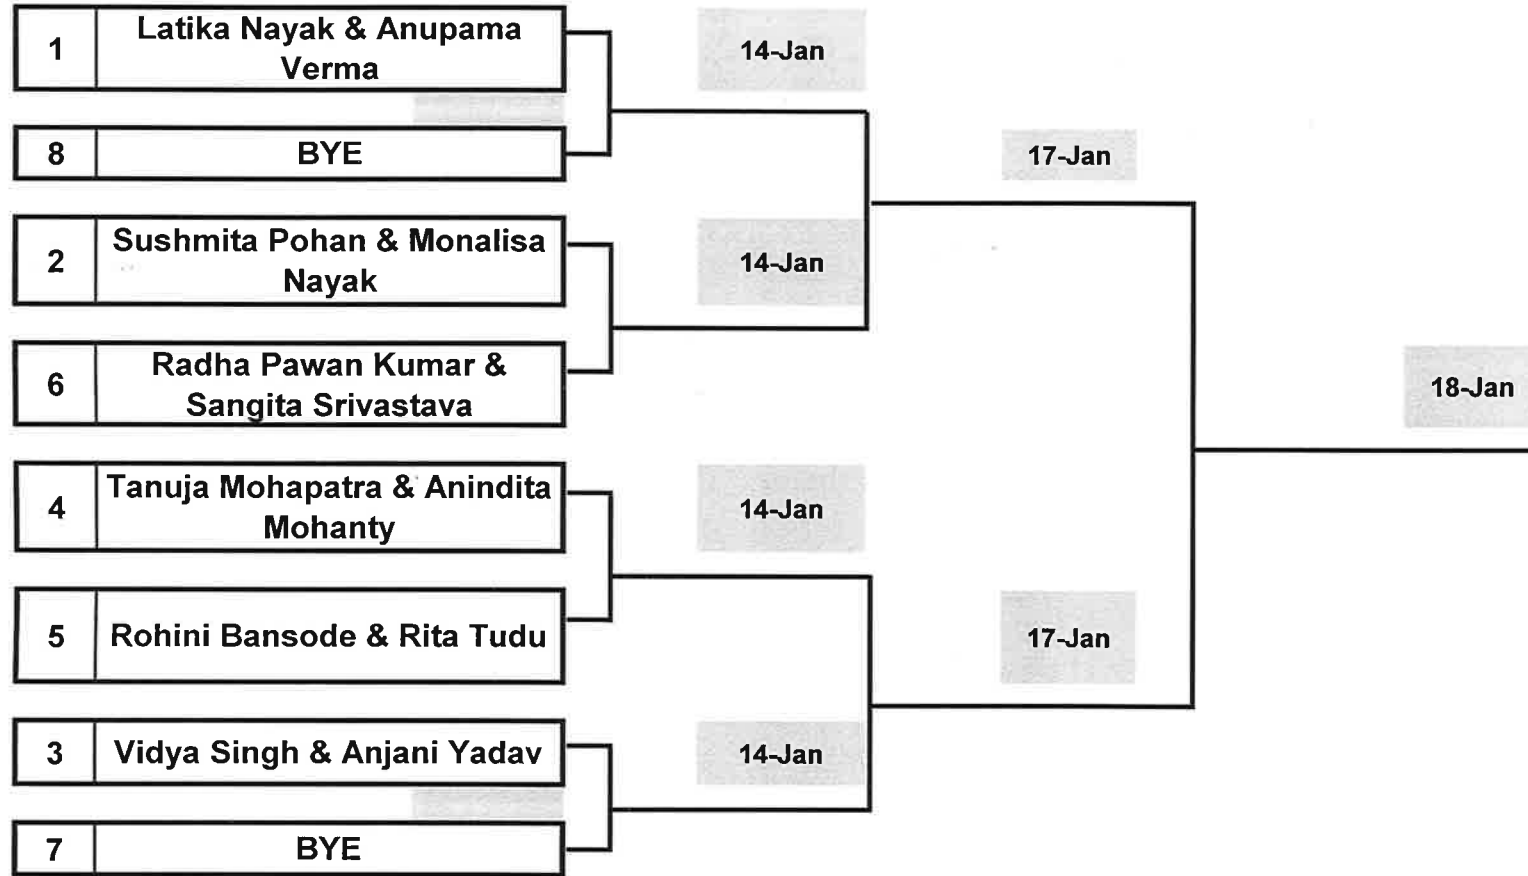 1 Latika Nayak & Anupama
Verma
14-Jan
8 BYE
17-Jan
2 Sushmita Pohan & Monalisa
Nayak
14-Jan
6 Radha Pawan Kumar &
Sangita Srivastava
18-Jan
4 Tanuja Mohapatra & Anindita
Mohanty
14-Jan
5 Rohini Bansode & Rita Tudu
17-Jan
3 Vidya Singh & Anjani Yadav
14-Jan
7 BYE